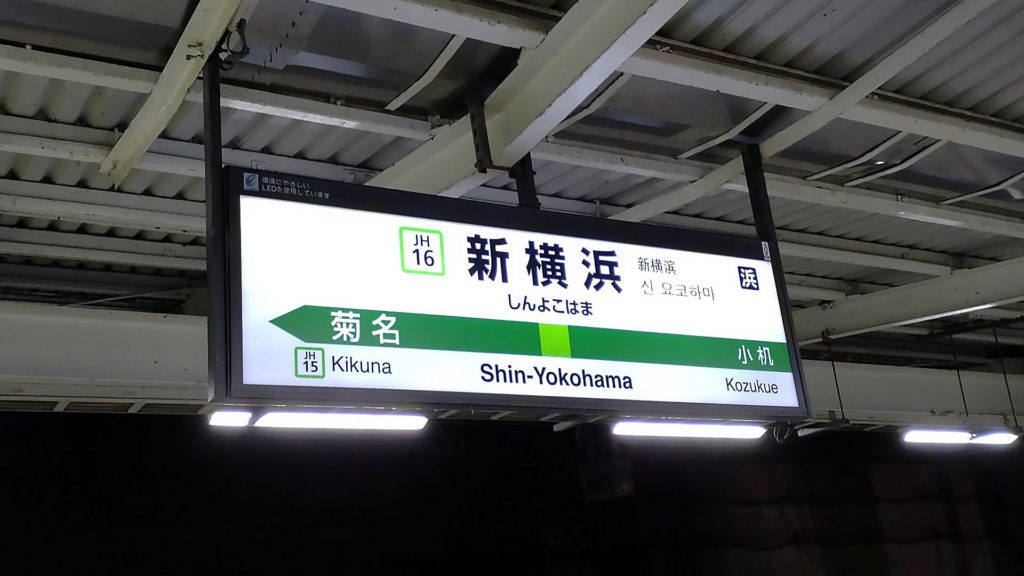 環境にやさしい
LEDを使用しています
JH
16
新横浜
新横滨
신 요코하마
浜
しんよこはま
菊名
小机
JH
15
Kikuna
Shin-Yokohama
Kozukue